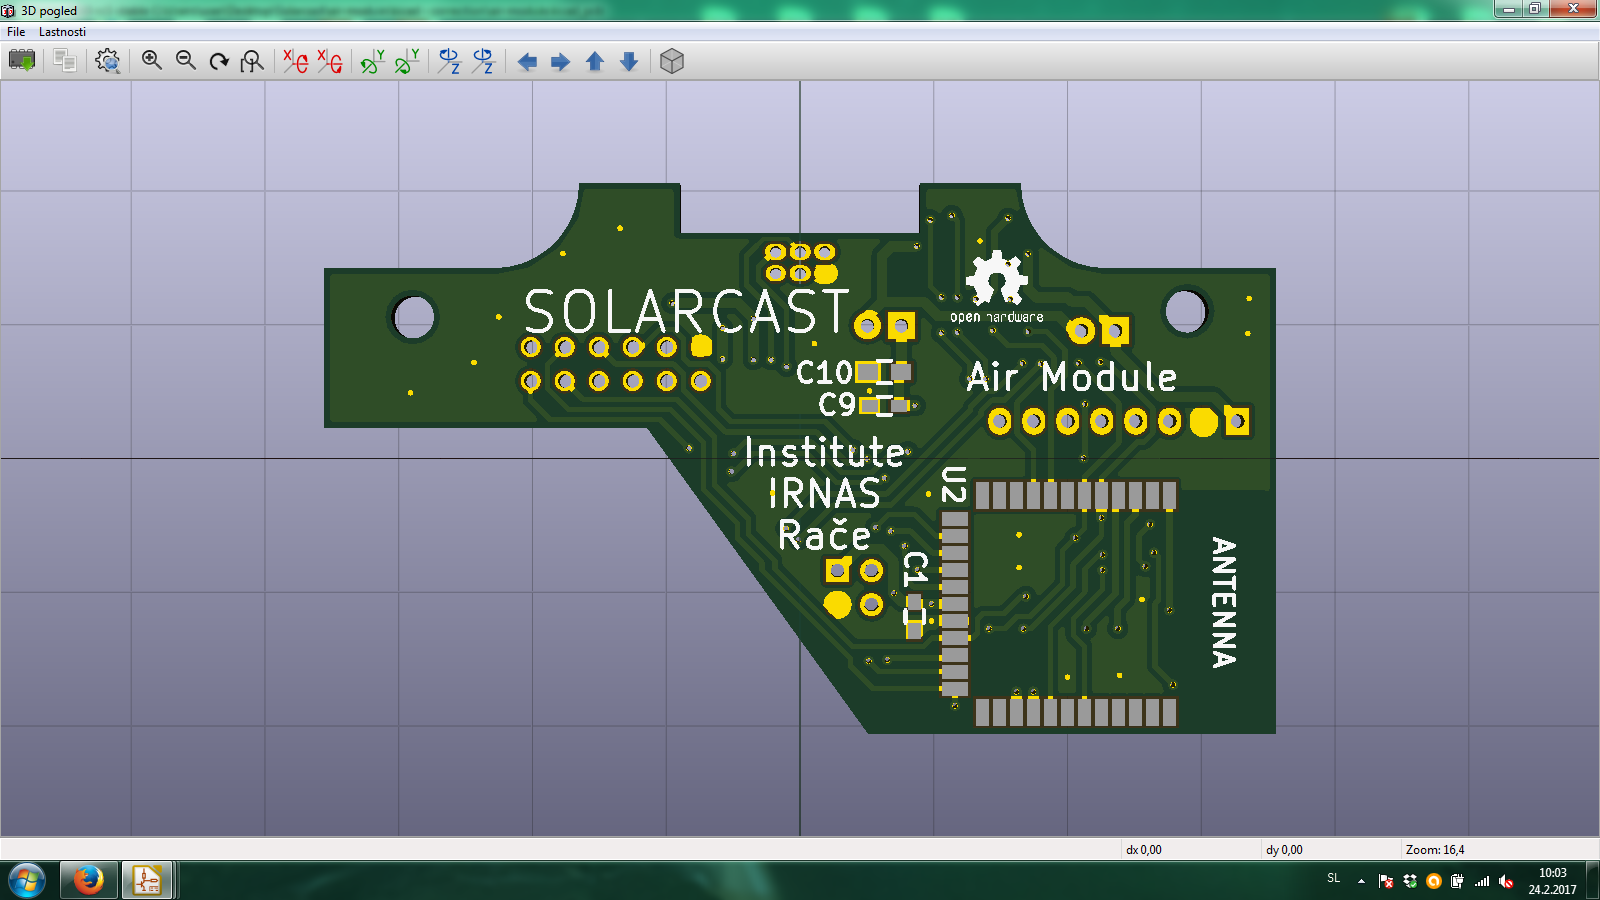 3D pogled
File Lastnosti
SOLARCAST
open hardware
C10
Air Module
C9
Institute
IRNAS
Rače
U2
C1
ANTENNA
dx 0,00
dy 0,00
Zoom: 16,4
SL
10:03
24.2.2017